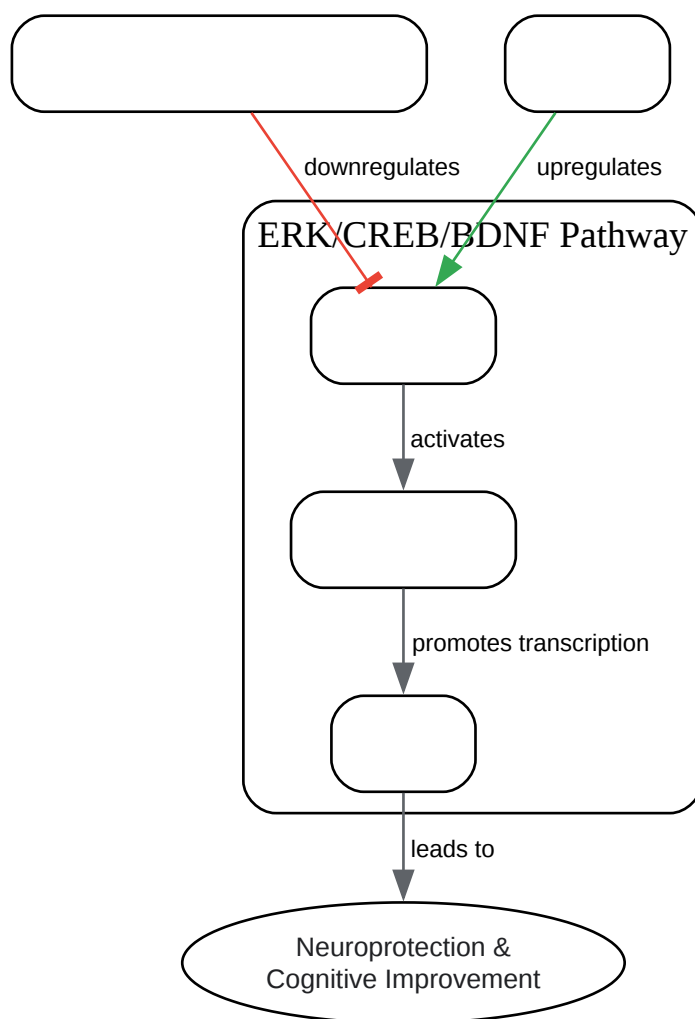 downregulates
upregulates
ERK/CREB/BDNF Pathway
activates
promotes transcription
leads to
Neuroprotection &
Cognitive Improvement